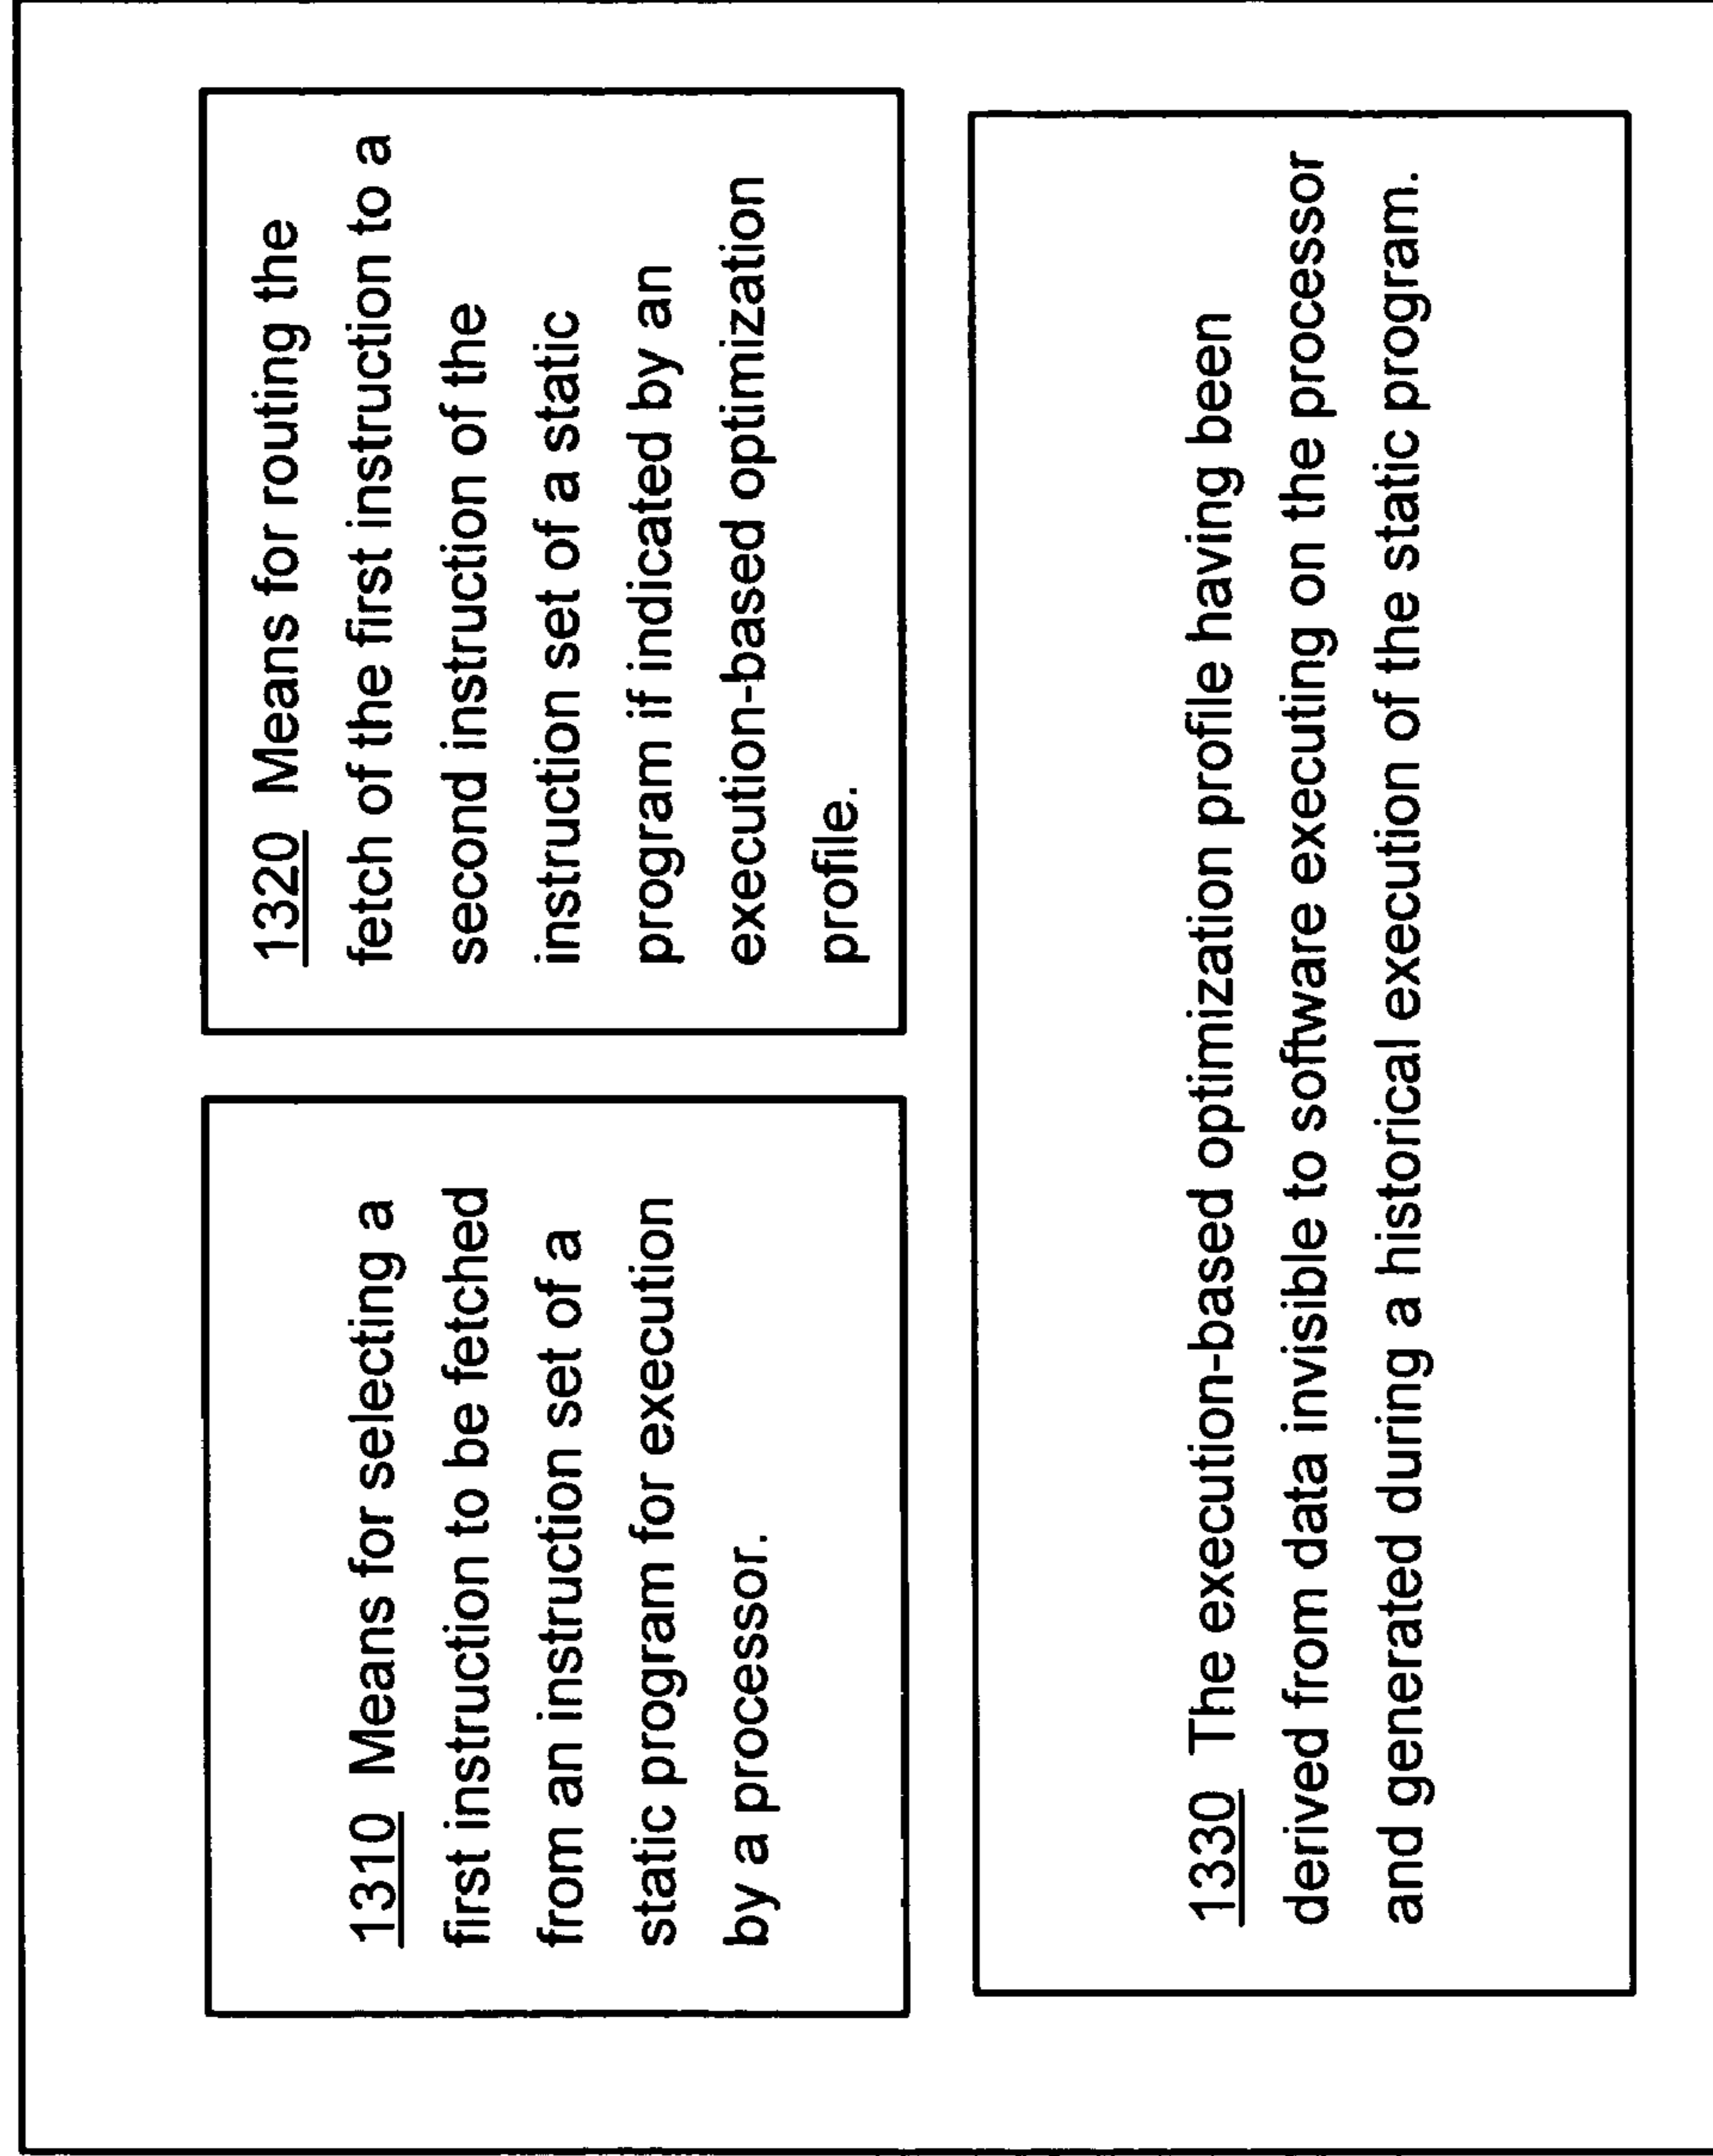 1310 Means for selecting a
first instruction to be fetched
from an instruction set of a
static program for execution
by a processor.
1320 Means for routing the
fetch of the first instruction to a
second instruction of the
instruction set of a static
program if indicated by an
execution-based optimization
profile.
1330 The execution-based optimization profile having been
derived from data invisible to software executing on the processor
and generated during a historical execution of the static program.